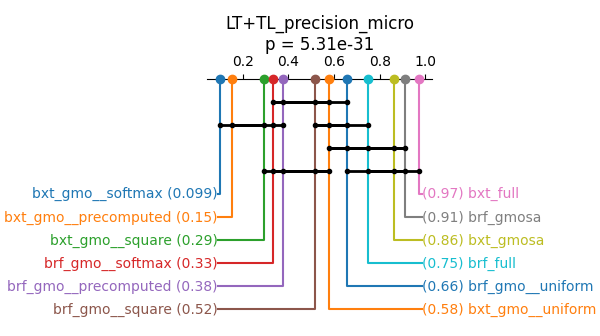 LT+TL_precision_micro
p = 5.31e-31
0.2 0.4 0.6 0.8 1.0
bxt_gmo__softmax (0.099) (0.97) bxt_full
bxt_gmo__precomputed (0.15) (0.91) brf_gmosa
bxt_gmo__square (0.29) (0.86) bxt_gmosa
brf_gmo__softmax (0.33) (0.75) brf_full
brf_gmo__precomputed (0.38) (0.66) brf_gmo__uniform
brf_gmo__square (0.52) (0.58) bxt_gmo__uniform